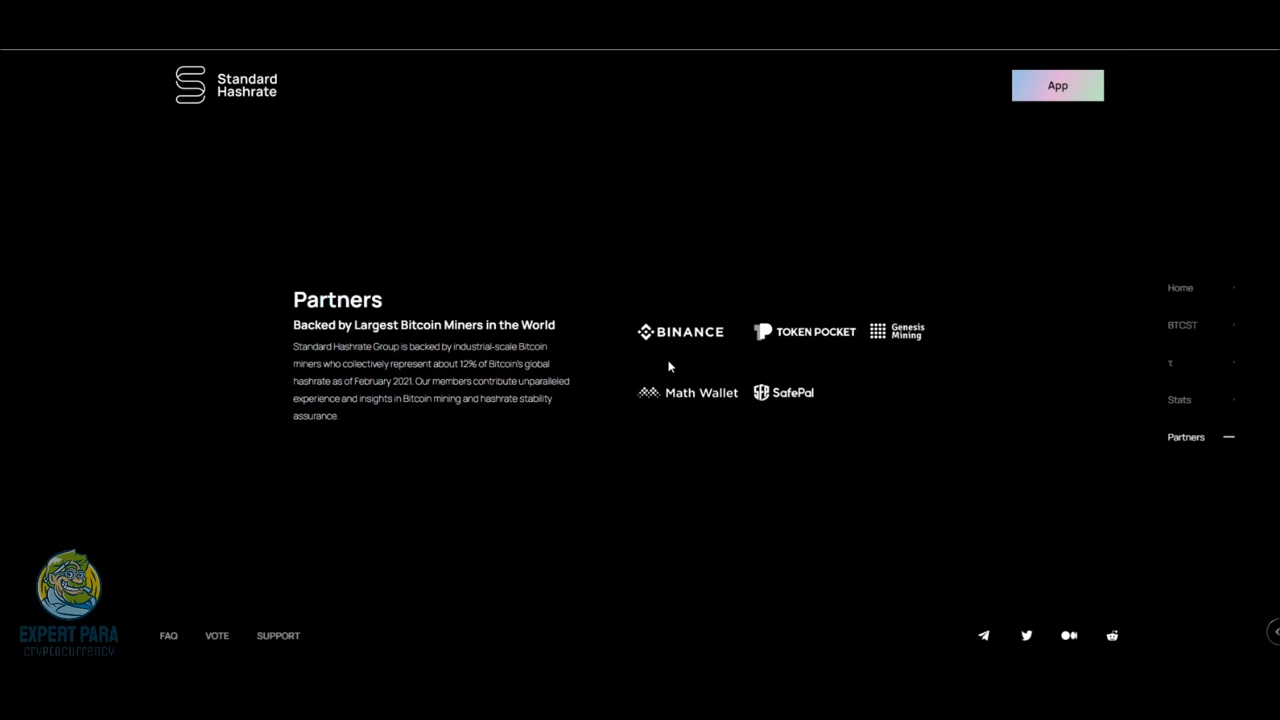 Standard
Hashrate
App
Partners
Backed by Largest Bitcoin Miners in the World
Standard Hashrate Group is backed by industrial-scale Bitcoin
miners who collectively represent about 12% of Bitcoin's global
hashrate as of February 2021. Our members contribute unparalleled
experience and insights in Bitcoin mining and hashrate stability
assurance.
BINANCE
TOKEN POCKET
Genesis
Mining
Math Wallet
SafePal
Home
BTCST
τ
Stats
Partners
EXPERT PARA
CRYPTOCURRENCY
FAQ
VOTE
SUPPORT